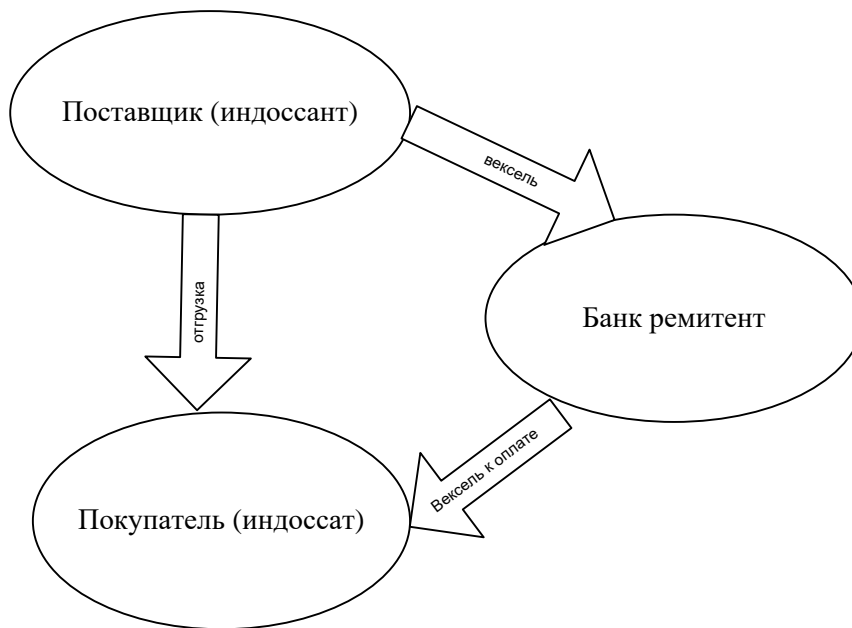 Поставщик (индоссант)
вексель
отгрузка
Банк ремитент
Вексель к оплате
Покупатель (индоссат)